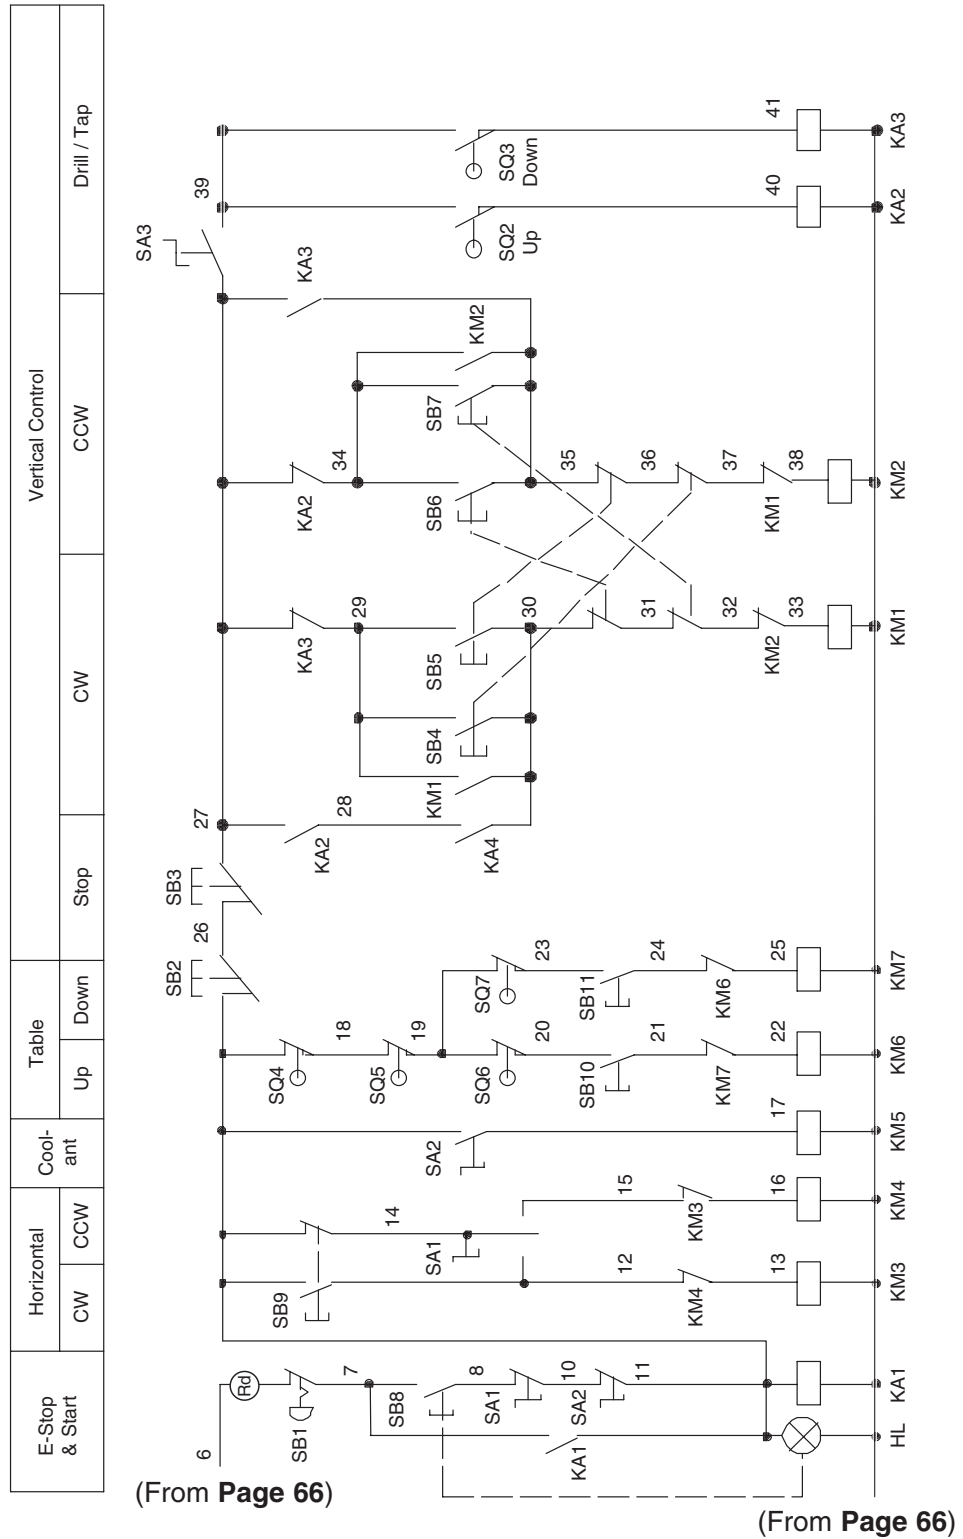 E-Stop
& Start
Horizontal
CW
CCW
Cool-
ant
Table
Up
Down
Vertical Control
Stop
CW
CCW
Drill / Tap
6
Rd
SB1
7
SB8
8
SA1
10
SA2
11
KA1
SB9
14
SA1
12
15
KM4
KM3
13
16
SA2
17
SQ4
18
SQ5
19
SQ6
20
SQ7
23
SB10
21
SB11
24
KM7
22
KM6
25
SB2
26
SB3
27
KA2
28
KA4
KM1
SB4
KA3
29
SB5
30
31
32
KM2
33
KA2
34
SB6
SB7
KM2
35
36
37
KM1
38
KA3
SA3
39
SQ2
Up
40
SQ3
Down
41
HL
KA1
KM3
KM4
KM5
KM6
KM7
KM1
KM2
KA2
KA3
(From Page 66)
(From Page 66)